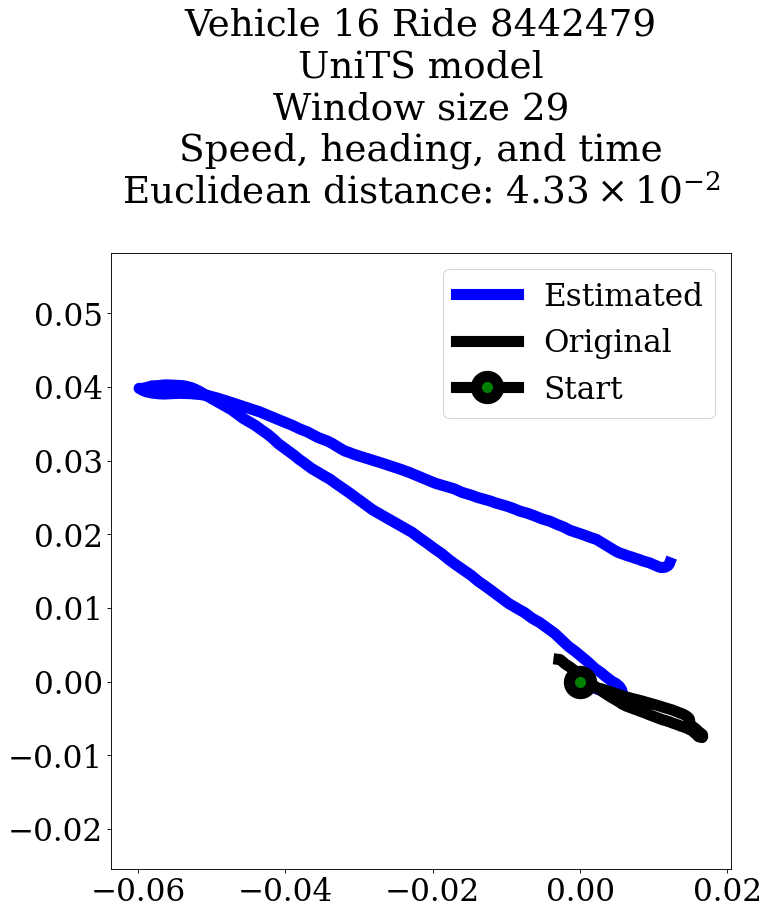 Vehicle 16 Ride 8442479
UniTS model
Window size 29
Speed, heading, and time
Euclidean distance: 4.33 × 10⁻²
Estimated
Original
Start
0.05
0.04
0.03
0.02
0.01
0.00
−0.01
−0.02
−0.06 −0.04 −0.02 0.00 0.02